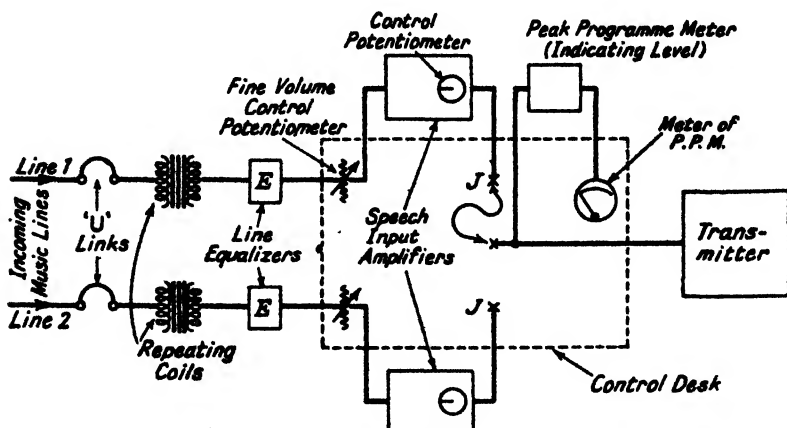 Control
Potentiometer
Peak Programme Meter
(Indicating Level)
Fine Volume
Control
Potentiometer
Meter of
P.P.M.
Line 1
E
J
"U"
Links
Incoming
Music Lines
Line
Equalizers
Speech
Input
Amplifiers
Trans-
mitter
Line 2
E
J
Repeating
Coils
Control Desk